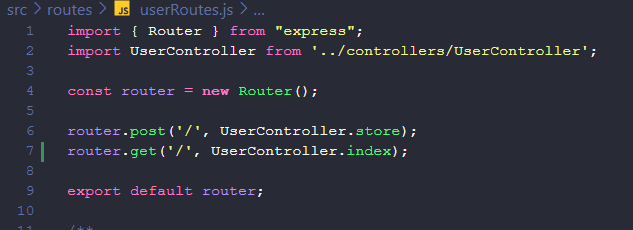 src > routes > JS userRoutes.js > ...
1 import { Router } from "express";
2 import UserController from '../controllers/UserController';
3
4 const router = new Router();
5
6 router.post('/', UserController.store);
7 router.get('/', UserController.index);
8
9 export default router;
10
11 /**